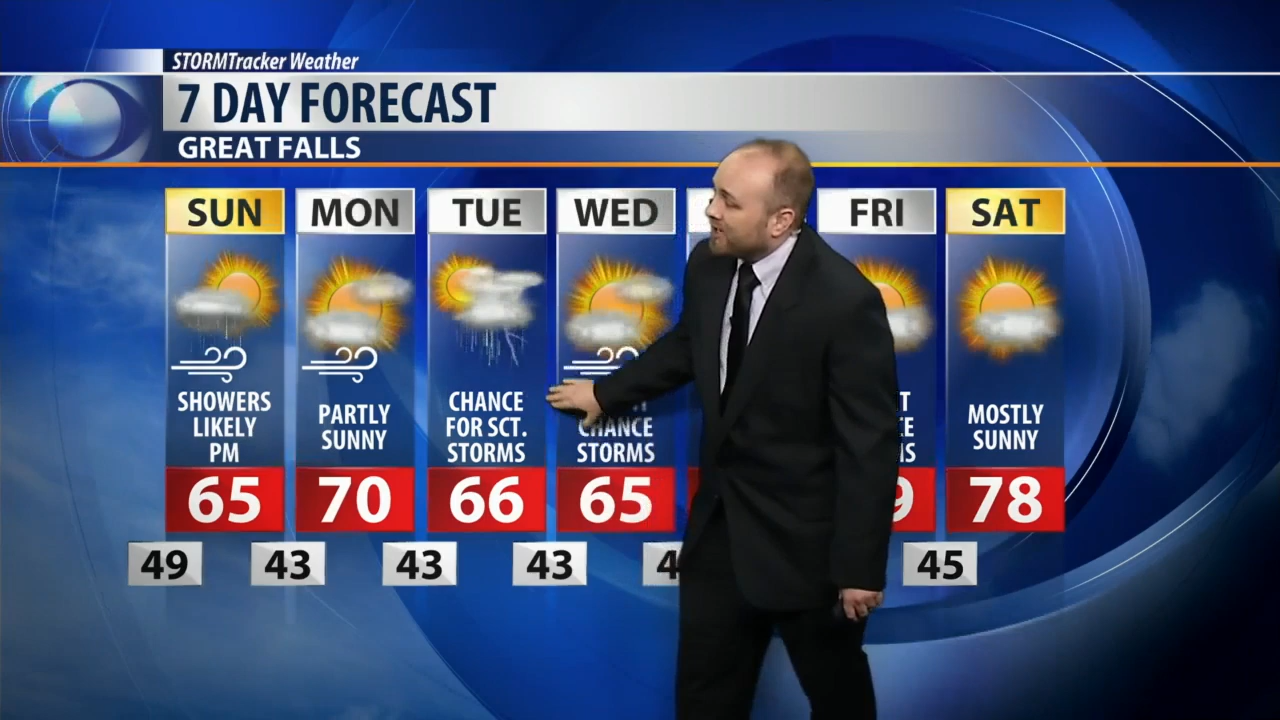 STORMTracker Weather
7 DAY FORECAST
GREAT FALLS
SUN MON TUE WED FRI SAT
SHOWERS
LIKELY
PM
PARTLY
SUNNY
CHANCE
FOR SCT.
STORMS
CHANCE
STORMS
MOSTLY
SUNNY
65 70 66 65 78
49 43 43 43 45